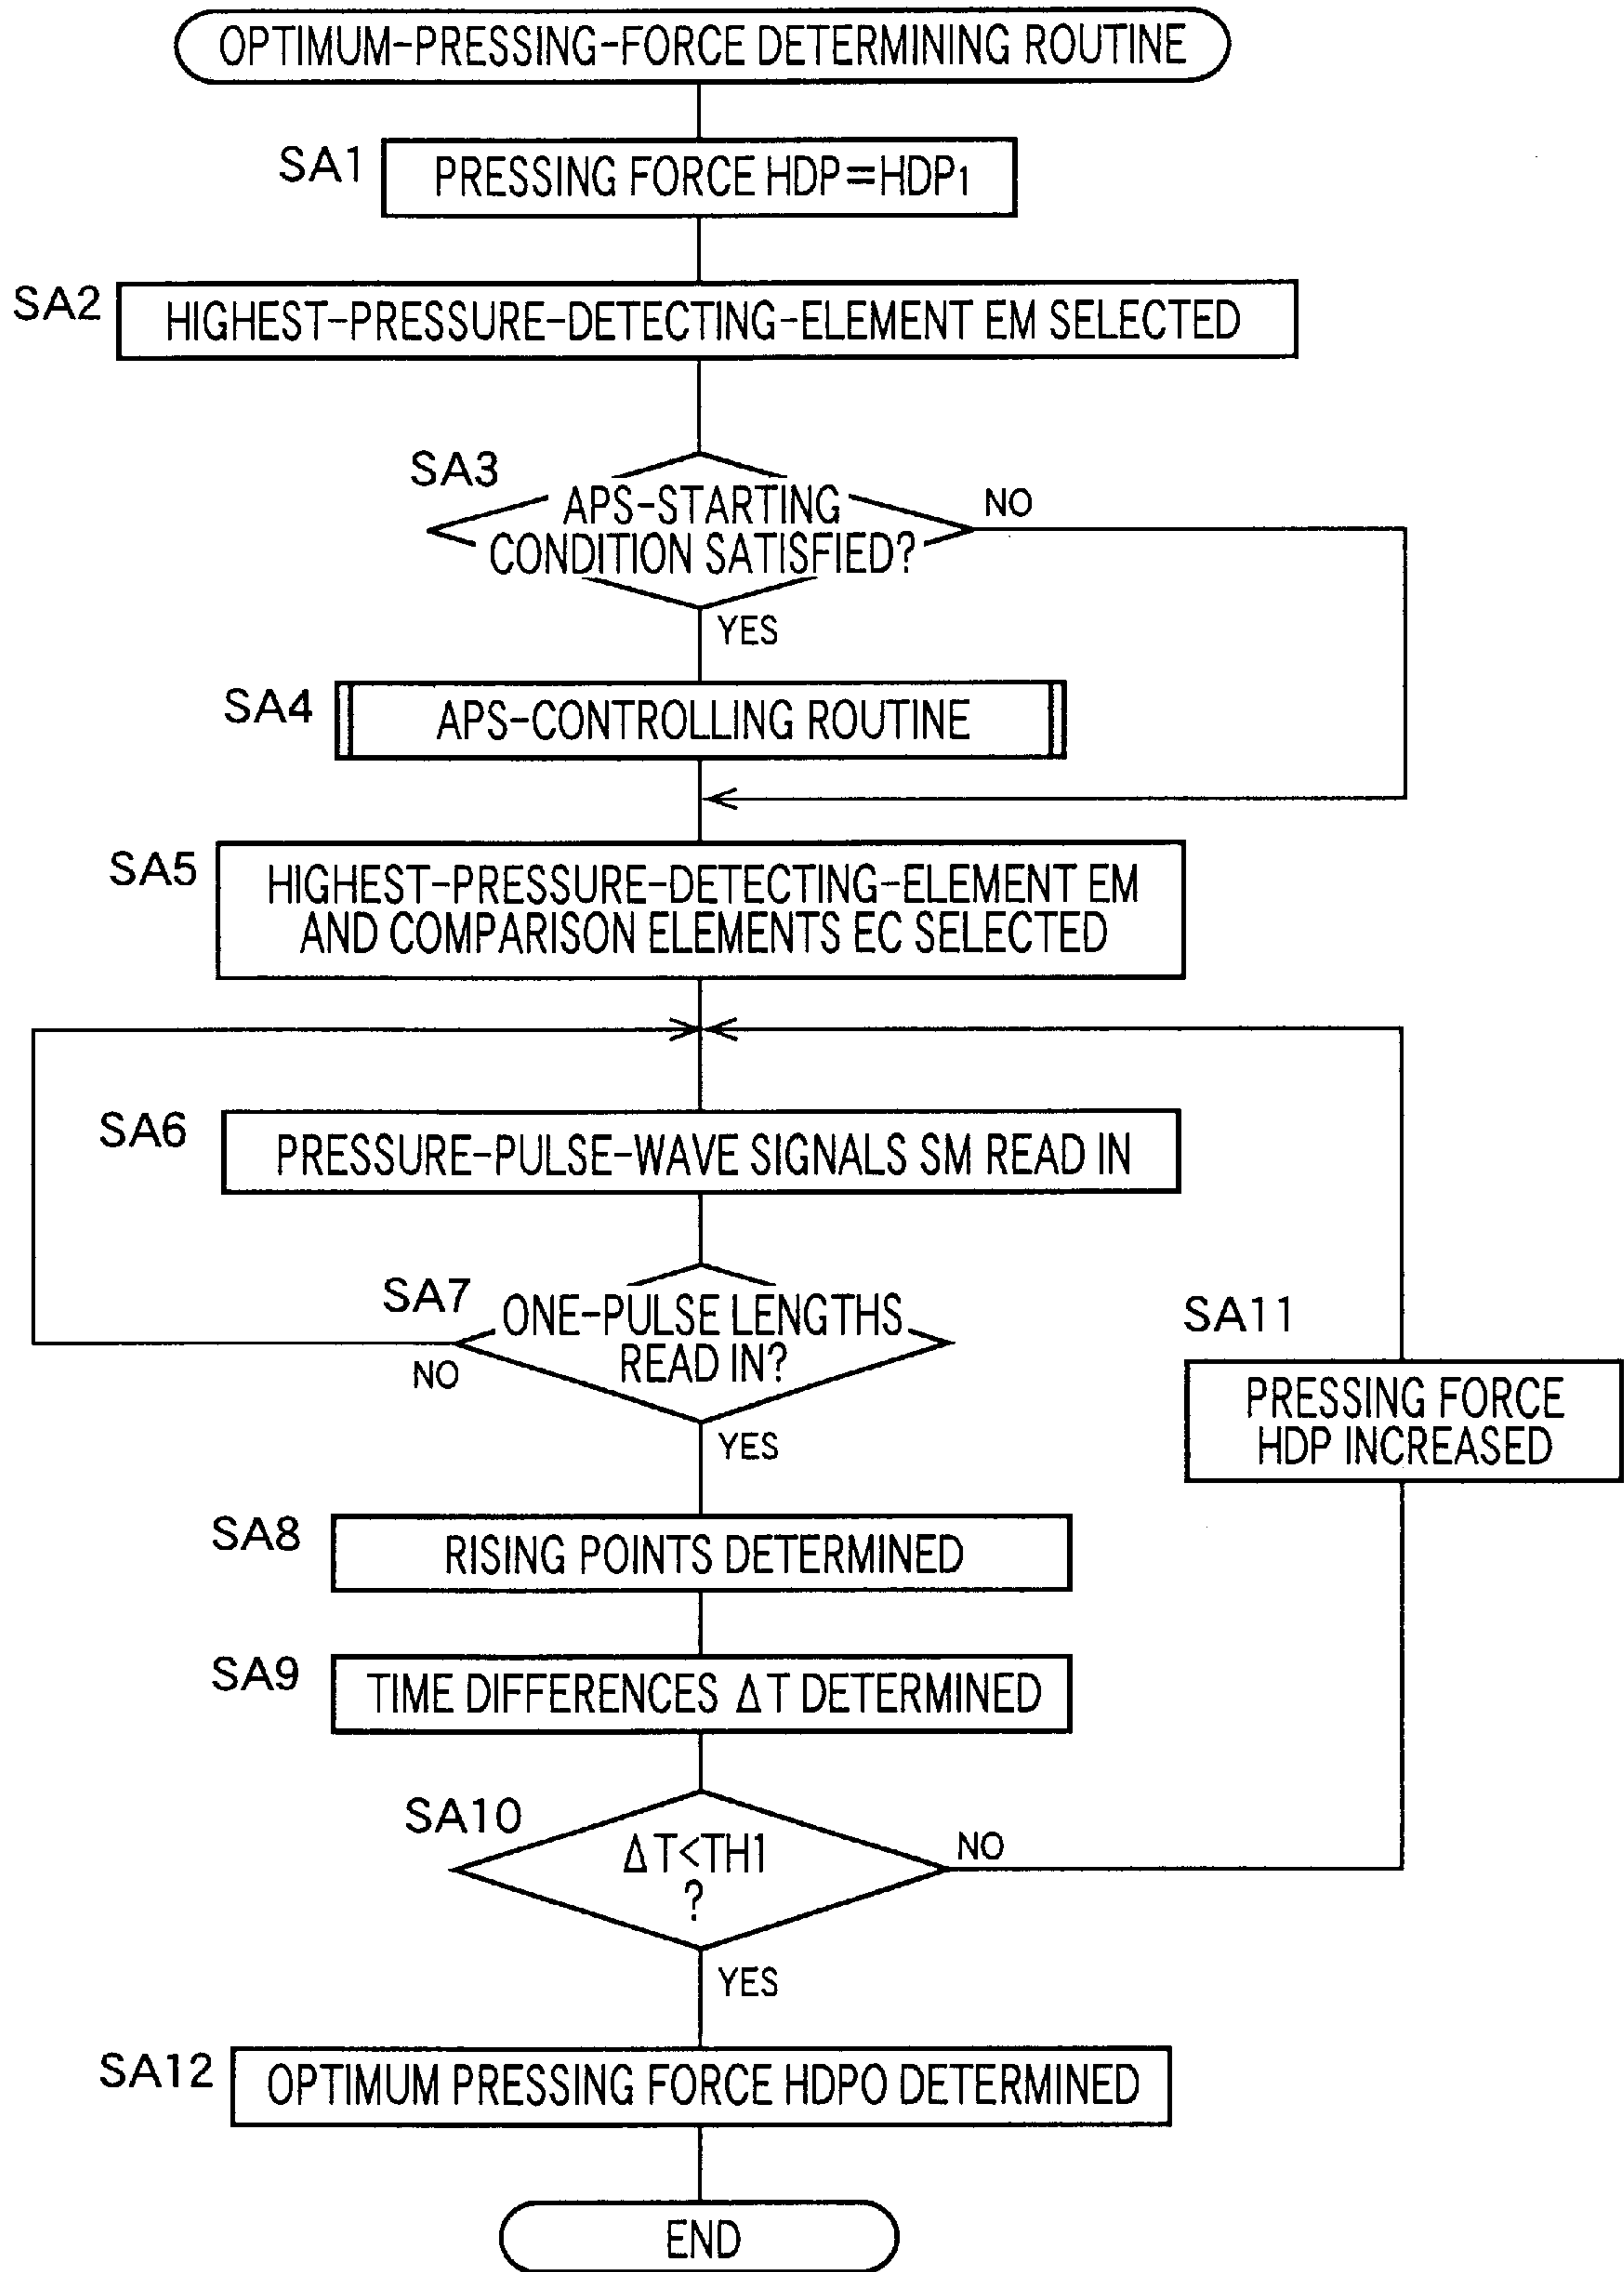 OPTIMUM-PRESSING-FORCE DETERMINING ROUTINE
SA1
PRESSING FORCE HDP=HDP1
SA2
HIGHEST-PRESSURE-DETECTING-ELEMENT EM SELECTED
SA3
APS-STARTING
CONDITION SATISFIED?
NO
YES
SA4
APS-CONTROLLING ROUTINE
SA5
HIGHEST-PRESSURE-DETECTING-ELEMENT EM
AND COMPARISON ELEMENTS EC SELECTED
SA6
PRESSURE-PULSE-WAVE SIGNALS SM READ IN
SA7
ONE-PULSE LENGTHS
READ IN?
NO
YES
SA11
PRESSING FORCE
HDP INCREASED
SA8
RISING POINTS DETERMINED
SA9
TIME DIFFERENCES ΔT DETERMINED
SA10
ΔT<TH1
?
NO
YES
SA12
OPTIMUM PRESSING FORCE HDPO DETERMINED
END